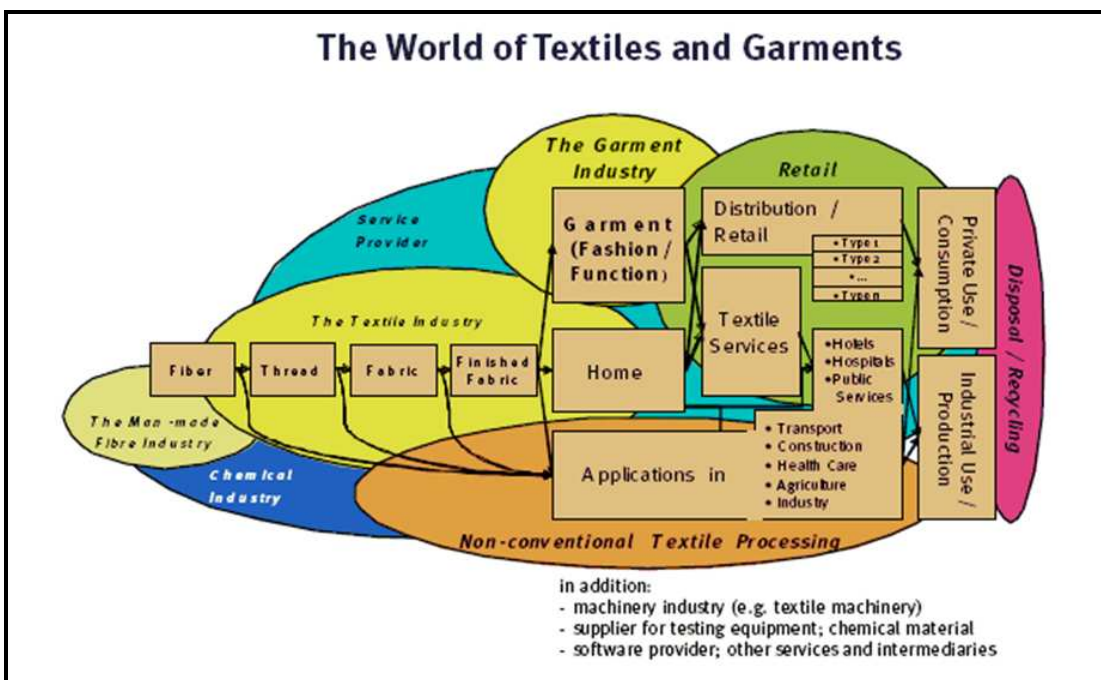 The World of Textiles and Garments
The Garment
Industry
Retail
Service
Provider
Garment
(Fashion /
Function)
Distribution /
Retail
• Type 1
• Type 2
• ...
• Type n
Private Use /
Consumption
Disposal / Recycling
The Textile Industry
Textile
Services
Fiber
Thread
Fabric
Finished
Fabric
Home
•Hotels
•Hospitals
•Public
Services
Industrial Use /
Production
The Man-made
Fibre Industry
Chemical
Industry
Applications in
• Transport
• Construction
• Health Care
• Agriculture
• Industry
Non-conventional Textile Processing
in addition:
- machinery industry (e.g. textile machinery)
- supplier for testing equipment; chemical material
- software provider; other services and intermediaries